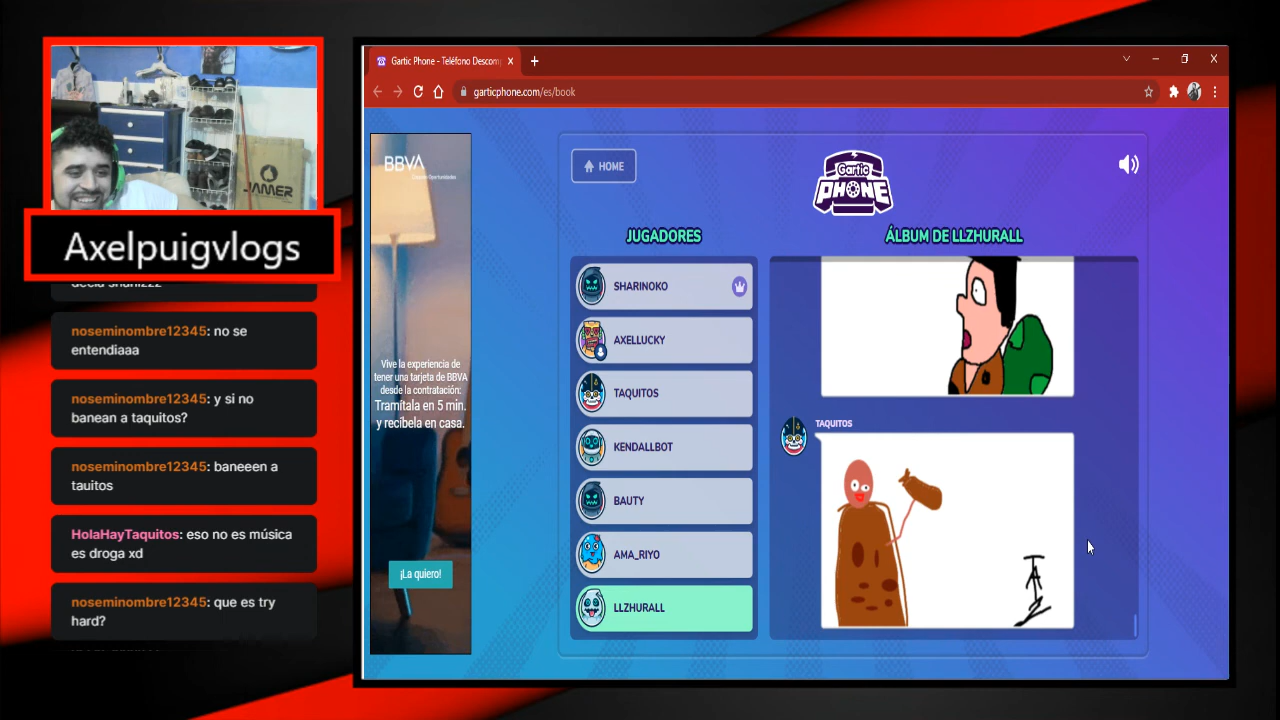 Axelpuigvlogs
noseminombre12345: no se
entendiaaa
noseminombre12345: y si no
banean a taquitos?
noseminombre12345: baneeen a
tauitos
HolaHayTaquitos: eso no es música
es droga xd
noseminombre12345: que es try
hard?
JAMER
Gartic Phone - Teléfono Descom
garticphone.com/es/book
BBVA
Vive la experiencia de
tener una tarjeta de BBVA
desde la contratación:
Tramítala en 5 min.
y recíbela en casa.
¡La quiero!
HOME
Gartic
PHONE
JUGADORES
SHARINOKO
AXELLUCKY
TAQUITOS
KENDALLBOT
BAUTY
AMA_RIYO
LLZHURALL
ÁLBUM DE LLZHURALL
TAQUITOS